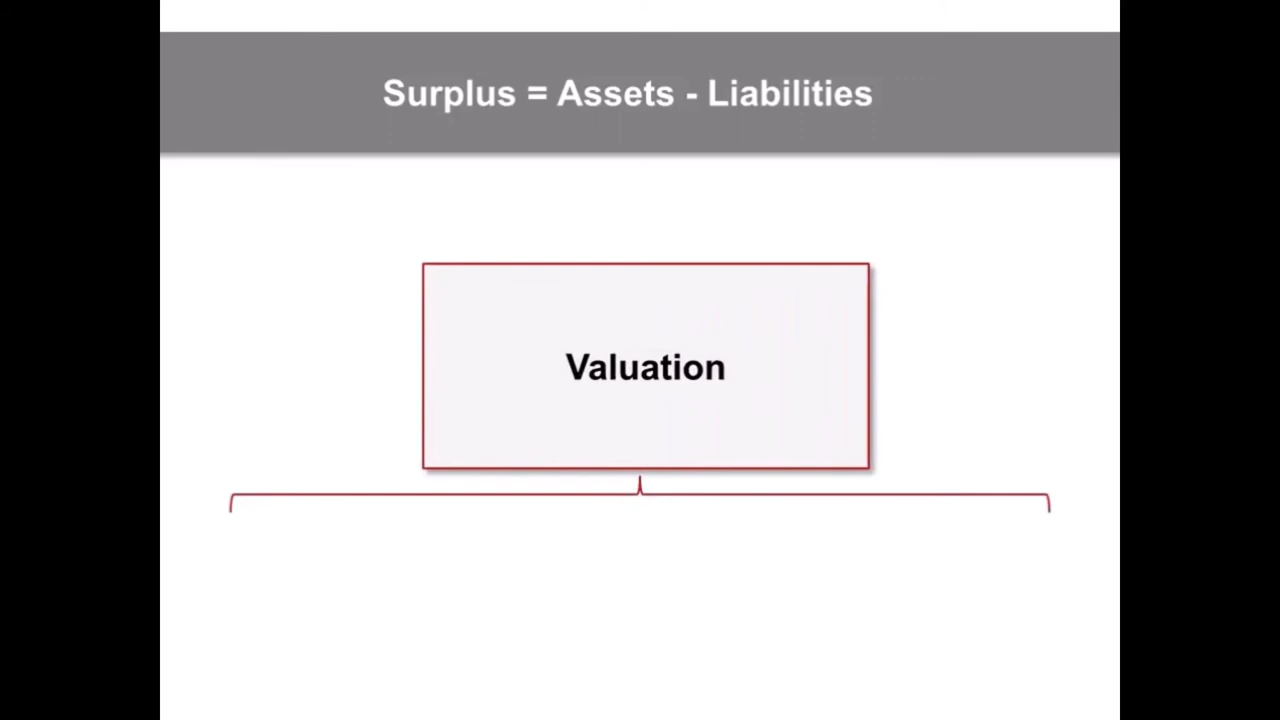 Surplus = Assets - Liabilities
Valuation